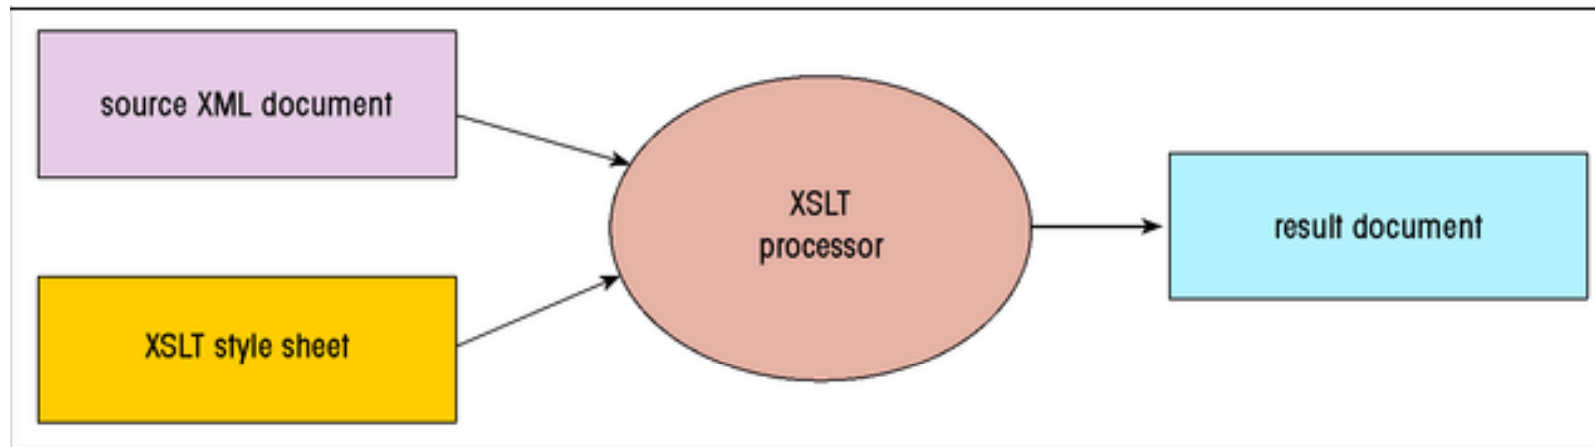 source XML document
XSLT style sheet
XSLT
processor
result document